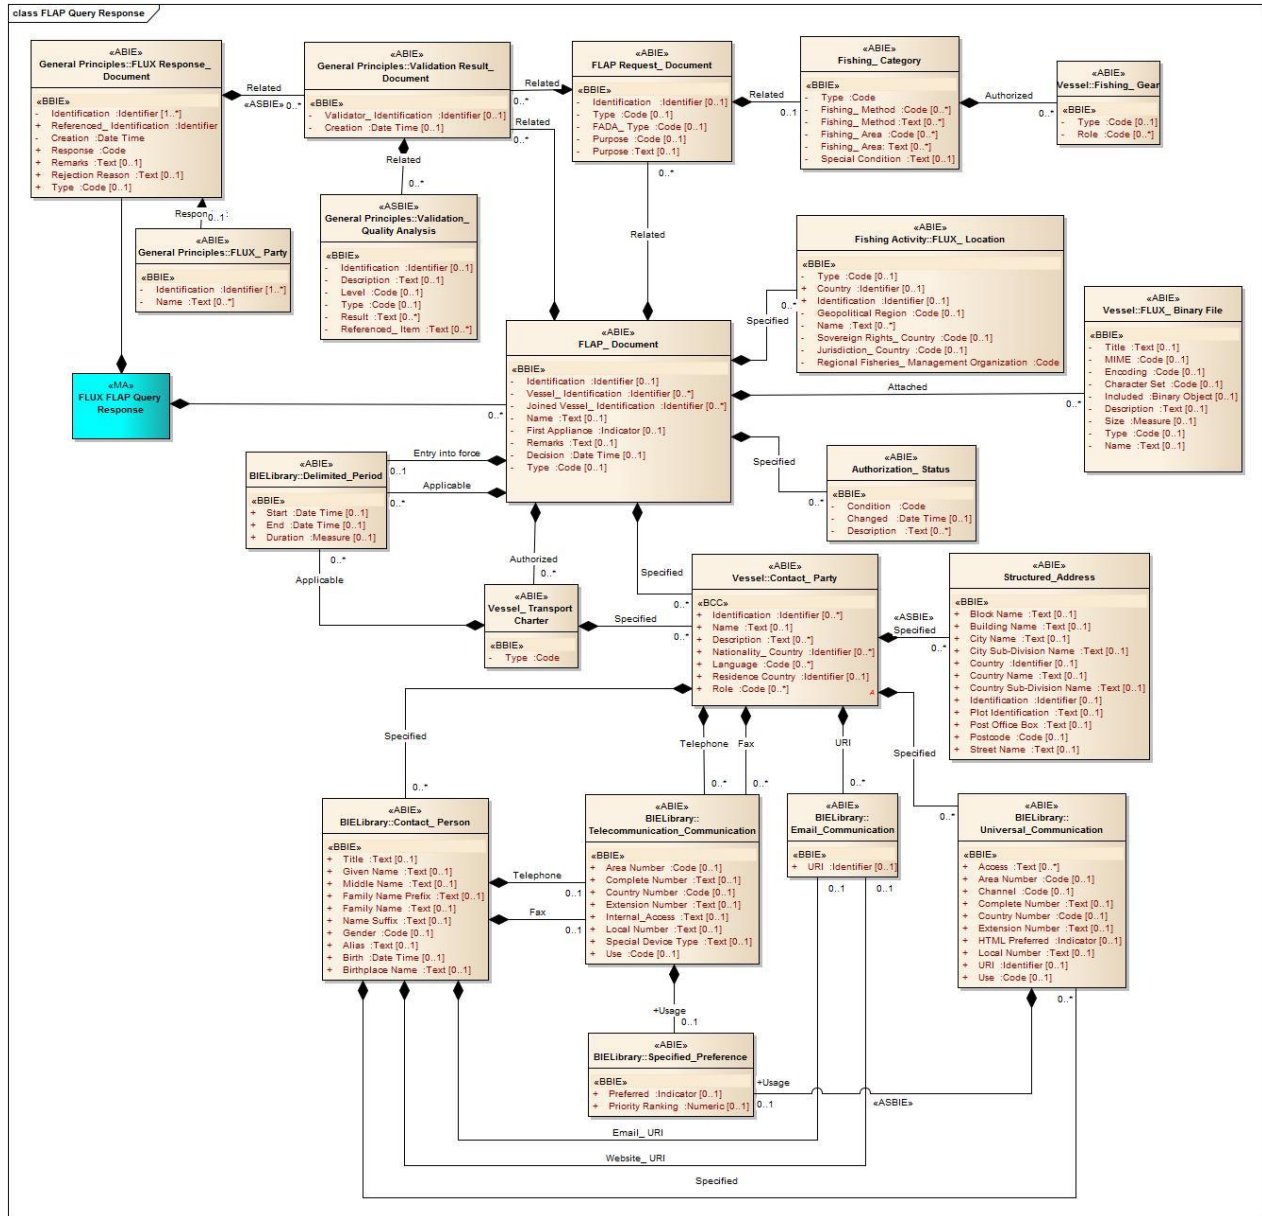 class FLAP Query Response
«ABIE»
General Principles::FLUX Response_
Document
«BBIE»
- Identification :Identifier [1..*]
+ Referenced_ Identification :Identifier
- Creation :Date Time
+ Response :Code
+ Remarks :Text [0..1]
+ Rejection Reason :Text [0..1]
+ Type :Code [0..1]
Related
«ASBIE» 0..*
«ABIE»
General Principles::Validation Result_
Document
«BBIE»
- Validator_ Identification :Identifier [0..1]
- Creation :Date Time [0..1]
Related
0..*
Related
0..*
«ABIE»
FLAP Request_ Document
«BBIE»
- Identification :Identifier [0..1]
- Type :Code [0..1]
- FADA_ Type :Code [0..1]
- Purpose :Code [0..1]
- Purpose :Text [0..1]
Related
0..1
«ABIE»
Fishing_ Category
«BBIE»
- Type :Code
- Fishing_ Method :Code [0..*]
- Fishing_ Method :Text [0..*]
- Fishing_ Area :Code [0..*]
- Fishing_ Area: Text [0..*]
- Special Condition :Text [0..1]
Authorized
0..*
«ABIE»
Vessel::Fishing_ Gear
«BBIE»
- Type :Code [0..1]
- Role :Code [0..*]
Related
0..*
0..1
«ABIE»
General Principles::FLUX_ Party
«BBIE»
- Identification :Identifier [1..*]
- Name :Text [0..*]
«ASBIE»
General Principles::Validation_
Quality Analysis
«BBIE»
- Identification :Identifier [0..1]
- Description :Text [0..1]
- Level :Code [0..1]
- Type :Code [0..1]
- Result :Text [0..*]
- Referenced_ Item :Text [0..*]
0..*
Related
«ABIE»
Fishing Activity::FLUX_ Location
«BBIE»
- Type :Code [0..1]
+ Country :Identifier [0..1]
+ Identification :Identifier [0..1]
- Geopolitical Region :Code [0..1]
- Name :Text [0..*]
- Sovereign Rights_ Country :Code [0..1]
- Jurisdiction_ Country :Code [0..1]
- Regional Fisheries_ Management Organization :Code
0..*
Specified
«ABIE»
Vessel::FLUX_ Binary File
«BBIE»
- Title :Text [0..1]
- MIME :Code [0..1]
- Encoding :Code [0..1]
- Character Set :Code [0..1]
- Included :Binary Object [0..1]
- Description :Text [0..1]
- Size :Measure [0..1]
- Type :Code [0..1]
- Name :Text [0..1]
Attached
0..*
«MA»
FLUX FLAP Query
Response
0..*
«ABIE»
FLAP_ Document
«BBIE»
- Identification :Identifier [0..1]
- Vessel_ Identification :Identifier [0..*]
- Joined Vessel_ Identification :Identifier [0..*]
- Name :Text [0..1]
- First Appliance :Indicator [0..1]
- Remarks :Text [0..1]
- Decision :Date Time [0..1]
- Type :Code [0..1]
Specified
0..*
«ABIE»
Authorization_ Status
«BBIE»
- Condition :Code
- Changed :Date Time [0..1]
- Description :Text [0..*]
«ABIE»
BIELibrary::Delimited_Period
«BBIE»
+ Start :Date Time [0..1]
+ End :Date Time [0..1]
+ Duration :Measure [0..1]
Entry into force
0..1
Applicable
0..*
0..*
Applicable
Authorized
0..*
«ABIE»
Vessel_ Transport
Charter
«BBIE»
- Type :Code
Specified
0..*
Specified
0..*
«ABIE»
Vessel::Contact_ Party
«BCC»
+ Identification :Identifier [0..*]
+ Name :Text [0..1]
+ Description :Text [0..*]
+ Nationality_ Country :Identifier [0..*]
+ Language :Code [0..*]
+ Residence Country :Identifier [0..1]
+ Role :Code [0..*]
A
«ASBIE»
Specified
0..*
«ABIE»
Structured_Address
«BBIE»
+ Block Name :Text [0..1]
+ Building Name :Text [0..1]
+ City Name :Text [0..1]
+ City Sub-Division Name :Text [0..1]
+ Country :Identifier [0..1]
+ Country Name :Text [0..1]
+ Country Sub-Division Name :Text [0..1]
+ Identification :Identifier [0..1]
+ Plot Identification :Text [0..1]
+ Post Office Box :Text [0..1]
+ Postcode :Code [0..1]
+ Street Name :Text [0..1]
Specified
0..*
Telephone
0..*
Fax
0..*
URI
0..*
Specified
0..*
«ABIE»
BIELibrary::Contact_ Person
«BBIE»
+ Title :Text [0..1]
+ Given Name :Text [0..1]
+ Middle Name :Text [0..1]
+ Family Name Prefix :Text [0..1]
+ Family Name :Text [0..1]
+ Name Suffix :Text [0..1]
+ Gender :Code [0..1]
+ Alias :Text [0..1]
+ Birth :Date Time [0..1]
+ Birthplace Name :Text [0..1]
Telephone
0..1
Fax
0..1
«ABIE»
BIELibrary::
Telecommunication_Communication
«BBIE»
+ Area Number :Code [0..1]
+ Complete Number :Text [0..1]
+ Country Number :Code [0..1]
+ Extension Number :Text [0..1]
+ Internal_Access :Text [0..1]
+ Local Number :Text [0..1]
+ Special Device Type :Text [0..1]
+ Use :Code [0..1]
«ABIE»
BIELibrary::
Email_Communication
«BBIE»
+ URI :Identifier [0..1]
0..1
0..1
«ABIE»
BIELibrary::
Universal_Communication
«BBIE»
+ Access :Text [0..*]
+ Area Number :Code [0..1]
+ Channel :Code [0..1]
+ Complete Number :Text [0..1]
+ Country Number :Code [0..1]
+ Extension Number :Text [0..1]
+ HTML Preferred :Indicator [0..1]
+ Local Number :Text [0..1]
+ URI :Identifier [0..1]
+ Use :Code [0..1]
0..*
+Usage
0..1
«ABIE»
BIELibrary::Specified_Preference
«BBIE»
+ Preferred :Indicator [0..1]
+ Priority Ranking :Numeric [0..1]
+Usage
0..1
«ASBIE»
Email_ URI
Website_ URI
Specified